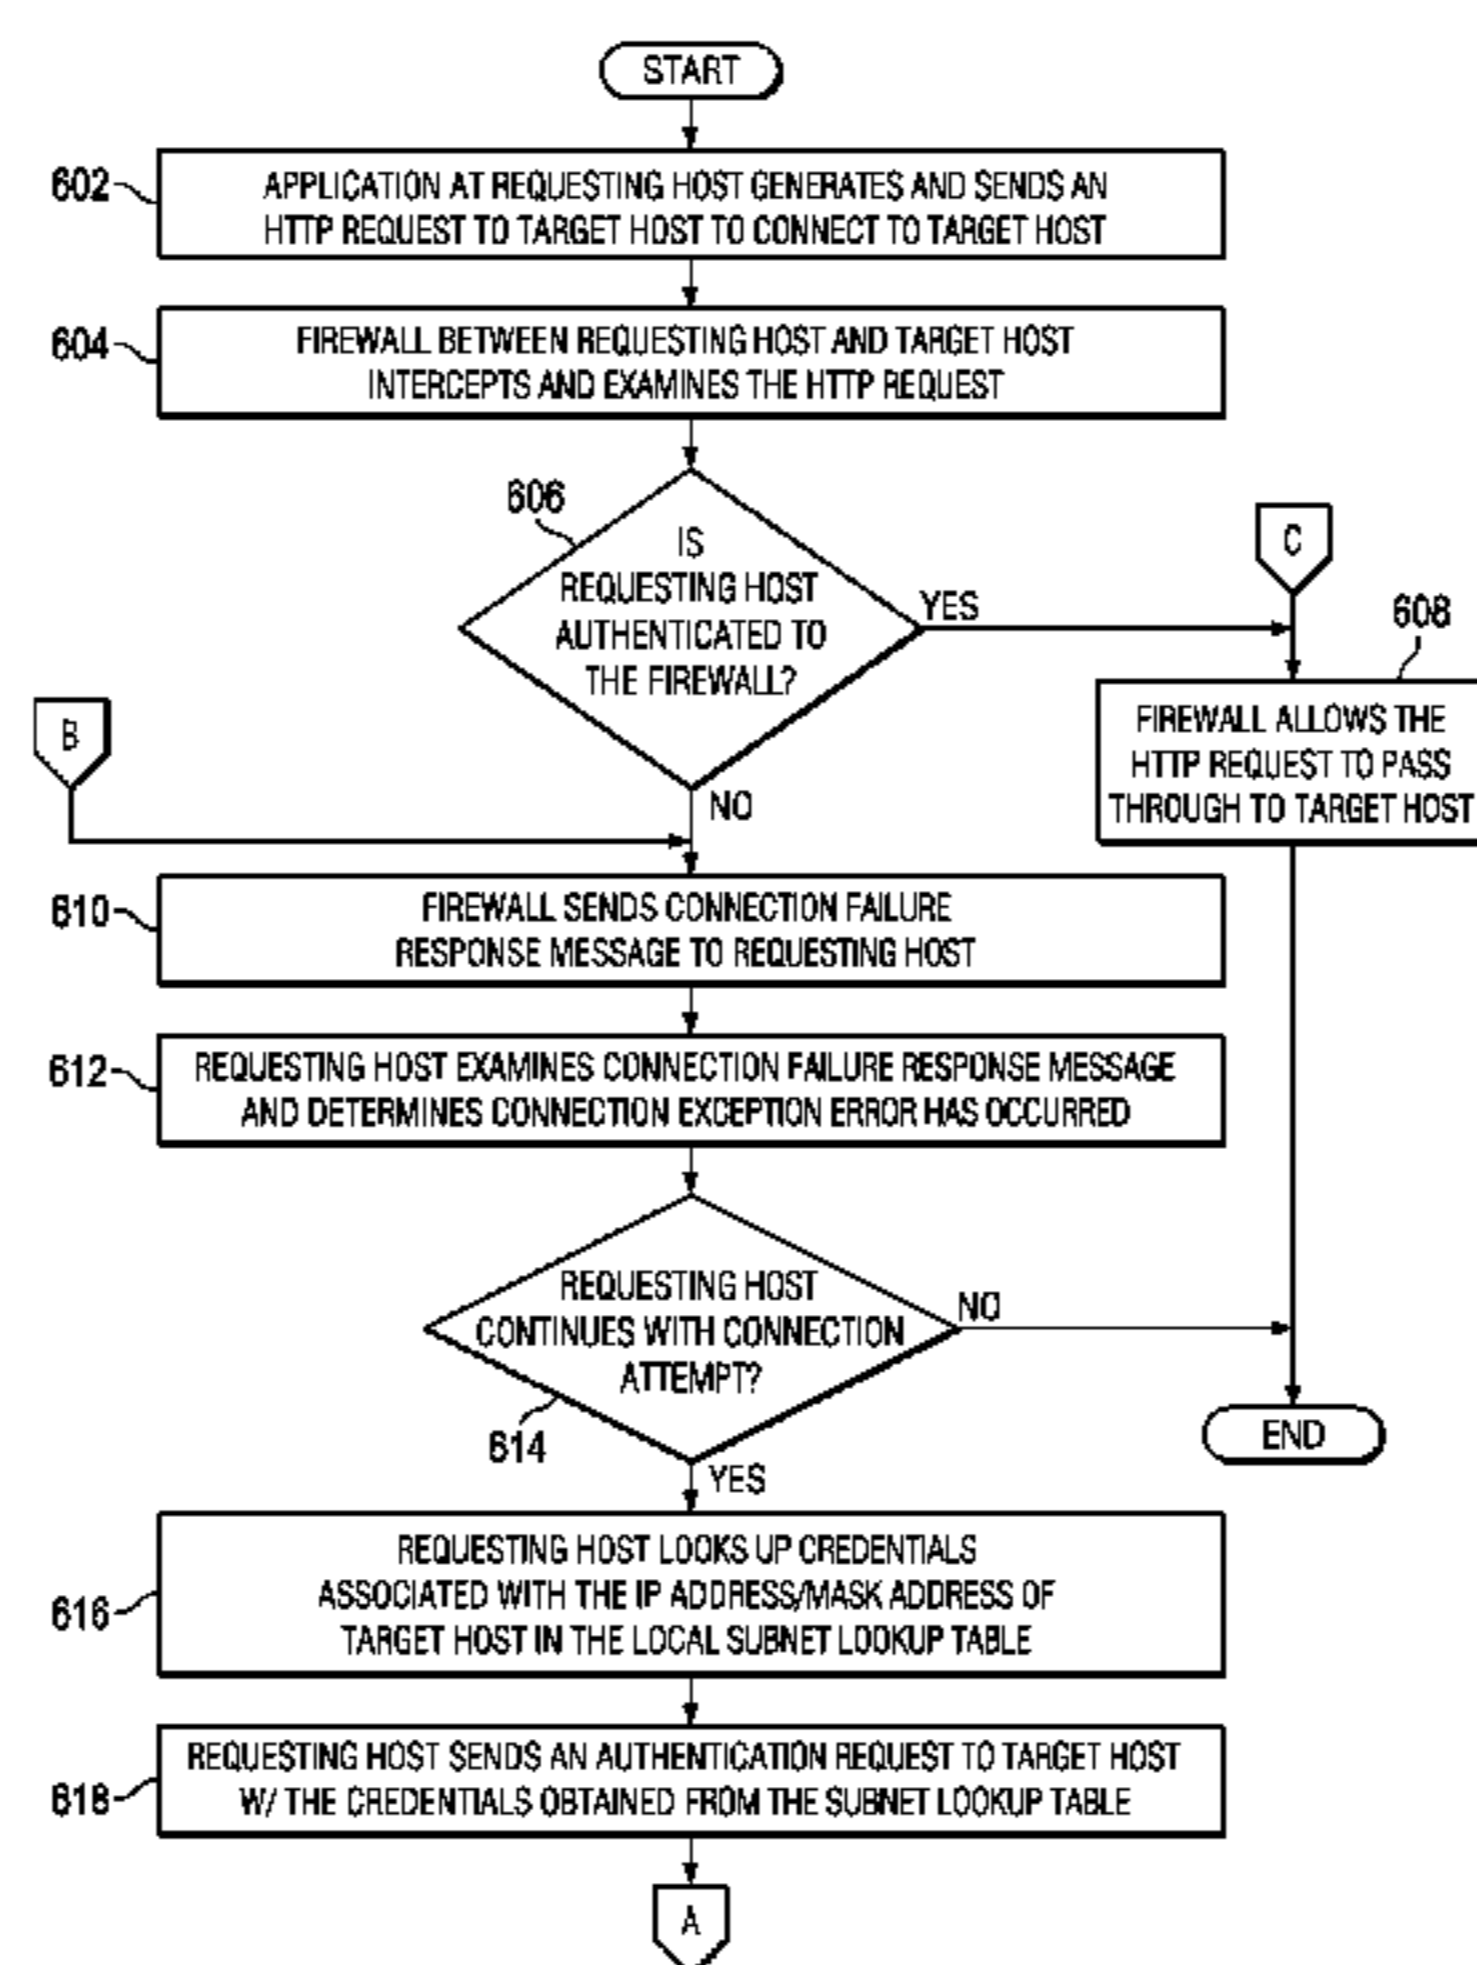 START
602
APPLICATION AT REQUESTING HOST GENERATES AND SENDS AN
HTTP REQUEST TO TARGET HOST TO CONNECT TO TARGET HOST
604
FIREWALL BETWEEN REQUESTING HOST AND TARGET HOST
INTERCEPTS AND EXAMINES THE HTTP REQUEST
606
IS
REQUESTING HOST
AUTHENTICATED TO
THE FIREWALL?
YES
C
608
FIREWALL ALLOWS THE
HTTP REQUEST TO PASS
THROUGH TO TARGET HOST
B
NO
610
FIREWALL SENDS CONNECTION FAILURE
RESPONSE MESSAGE TO REQUESTING HOST
612
REQUESTING HOST EXAMINES CONNECTION FAILURE RESPONSE MESSAGE
AND DETERMINES CONNECTION EXCEPTION ERROR HAS OCCURRED
REQUESTING HOST
CONTINUES WITH CONNECTION
ATTEMPT?
NO
614
END
YES
616
REQUESTING HOST LOOKS UP CREDENTIALS
ASSOCIATED WITH THE IP ADDRESS/MASK ADDRESS OF
TARGET HOST IN THE LOCAL SUBNET LOOKUP TABLE
618
REQUESTING HOST SENDS AN AUTHENTICATION REQUEST TO TARGET HOST
W/ THE CREDENTIALS OBTAINED FROM THE SUBNET LOOKUP TABLE
A